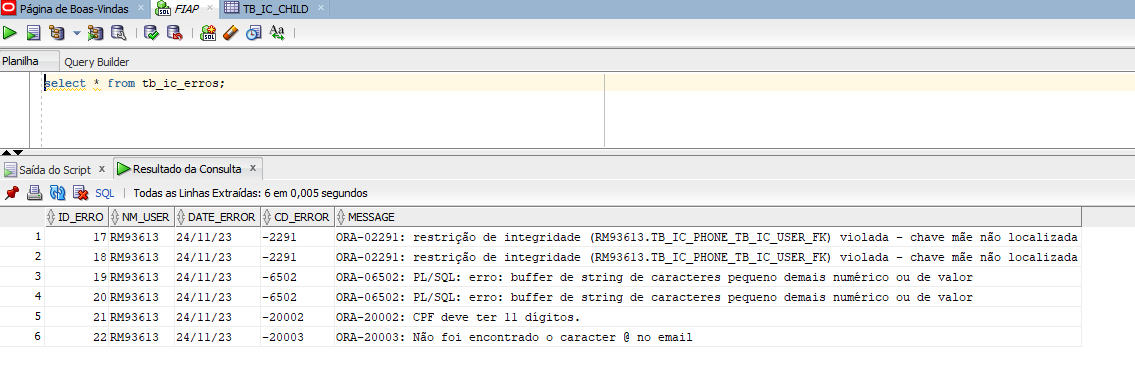 Página de Boas-Vindas x FIAP x TB_IC_CHILD x
SQL SQL Aa
Planilha Query Builder
select * from tb_ic_erros;
Saída do Script x Resultado da Consulta x
SQL | Todas as Linhas Extraídas: 6 em 0,005 segundos
ID_ERRO NM_USER DATE_ERROR CD_ERROR MESSAGE
1 17 RM93613 24/11/23 -2291 ORA-02291: restrição de integridade (RM93613.TB_IC_PHONE_TB_IC_USER_FK) violada - chave mãe não localizada
2 18 RM93613 24/11/23 -2291 ORA-02291: restrição de integridade (RM93613.TB_IC_PHONE_TB_IC_USER_FK) violada - chave mãe não localizada
3 19 RM93613 24/11/23 -6502 ORA-06502: PL/SQL: erro: buffer de string de caracteres pequeno demais numérico ou de valor
4 20 RM93613 24/11/23 -6502 ORA-06502: PL/SQL: erro: buffer de string de caracteres pequeno demais numérico ou de valor
5 21 RM93613 24/11/23 -20002 ORA-20002: CPF deve ter 11 dígitos.
6 22 RM93613 24/11/23 -20003 ORA-20003: Não foi encontrado o caracter @ no email